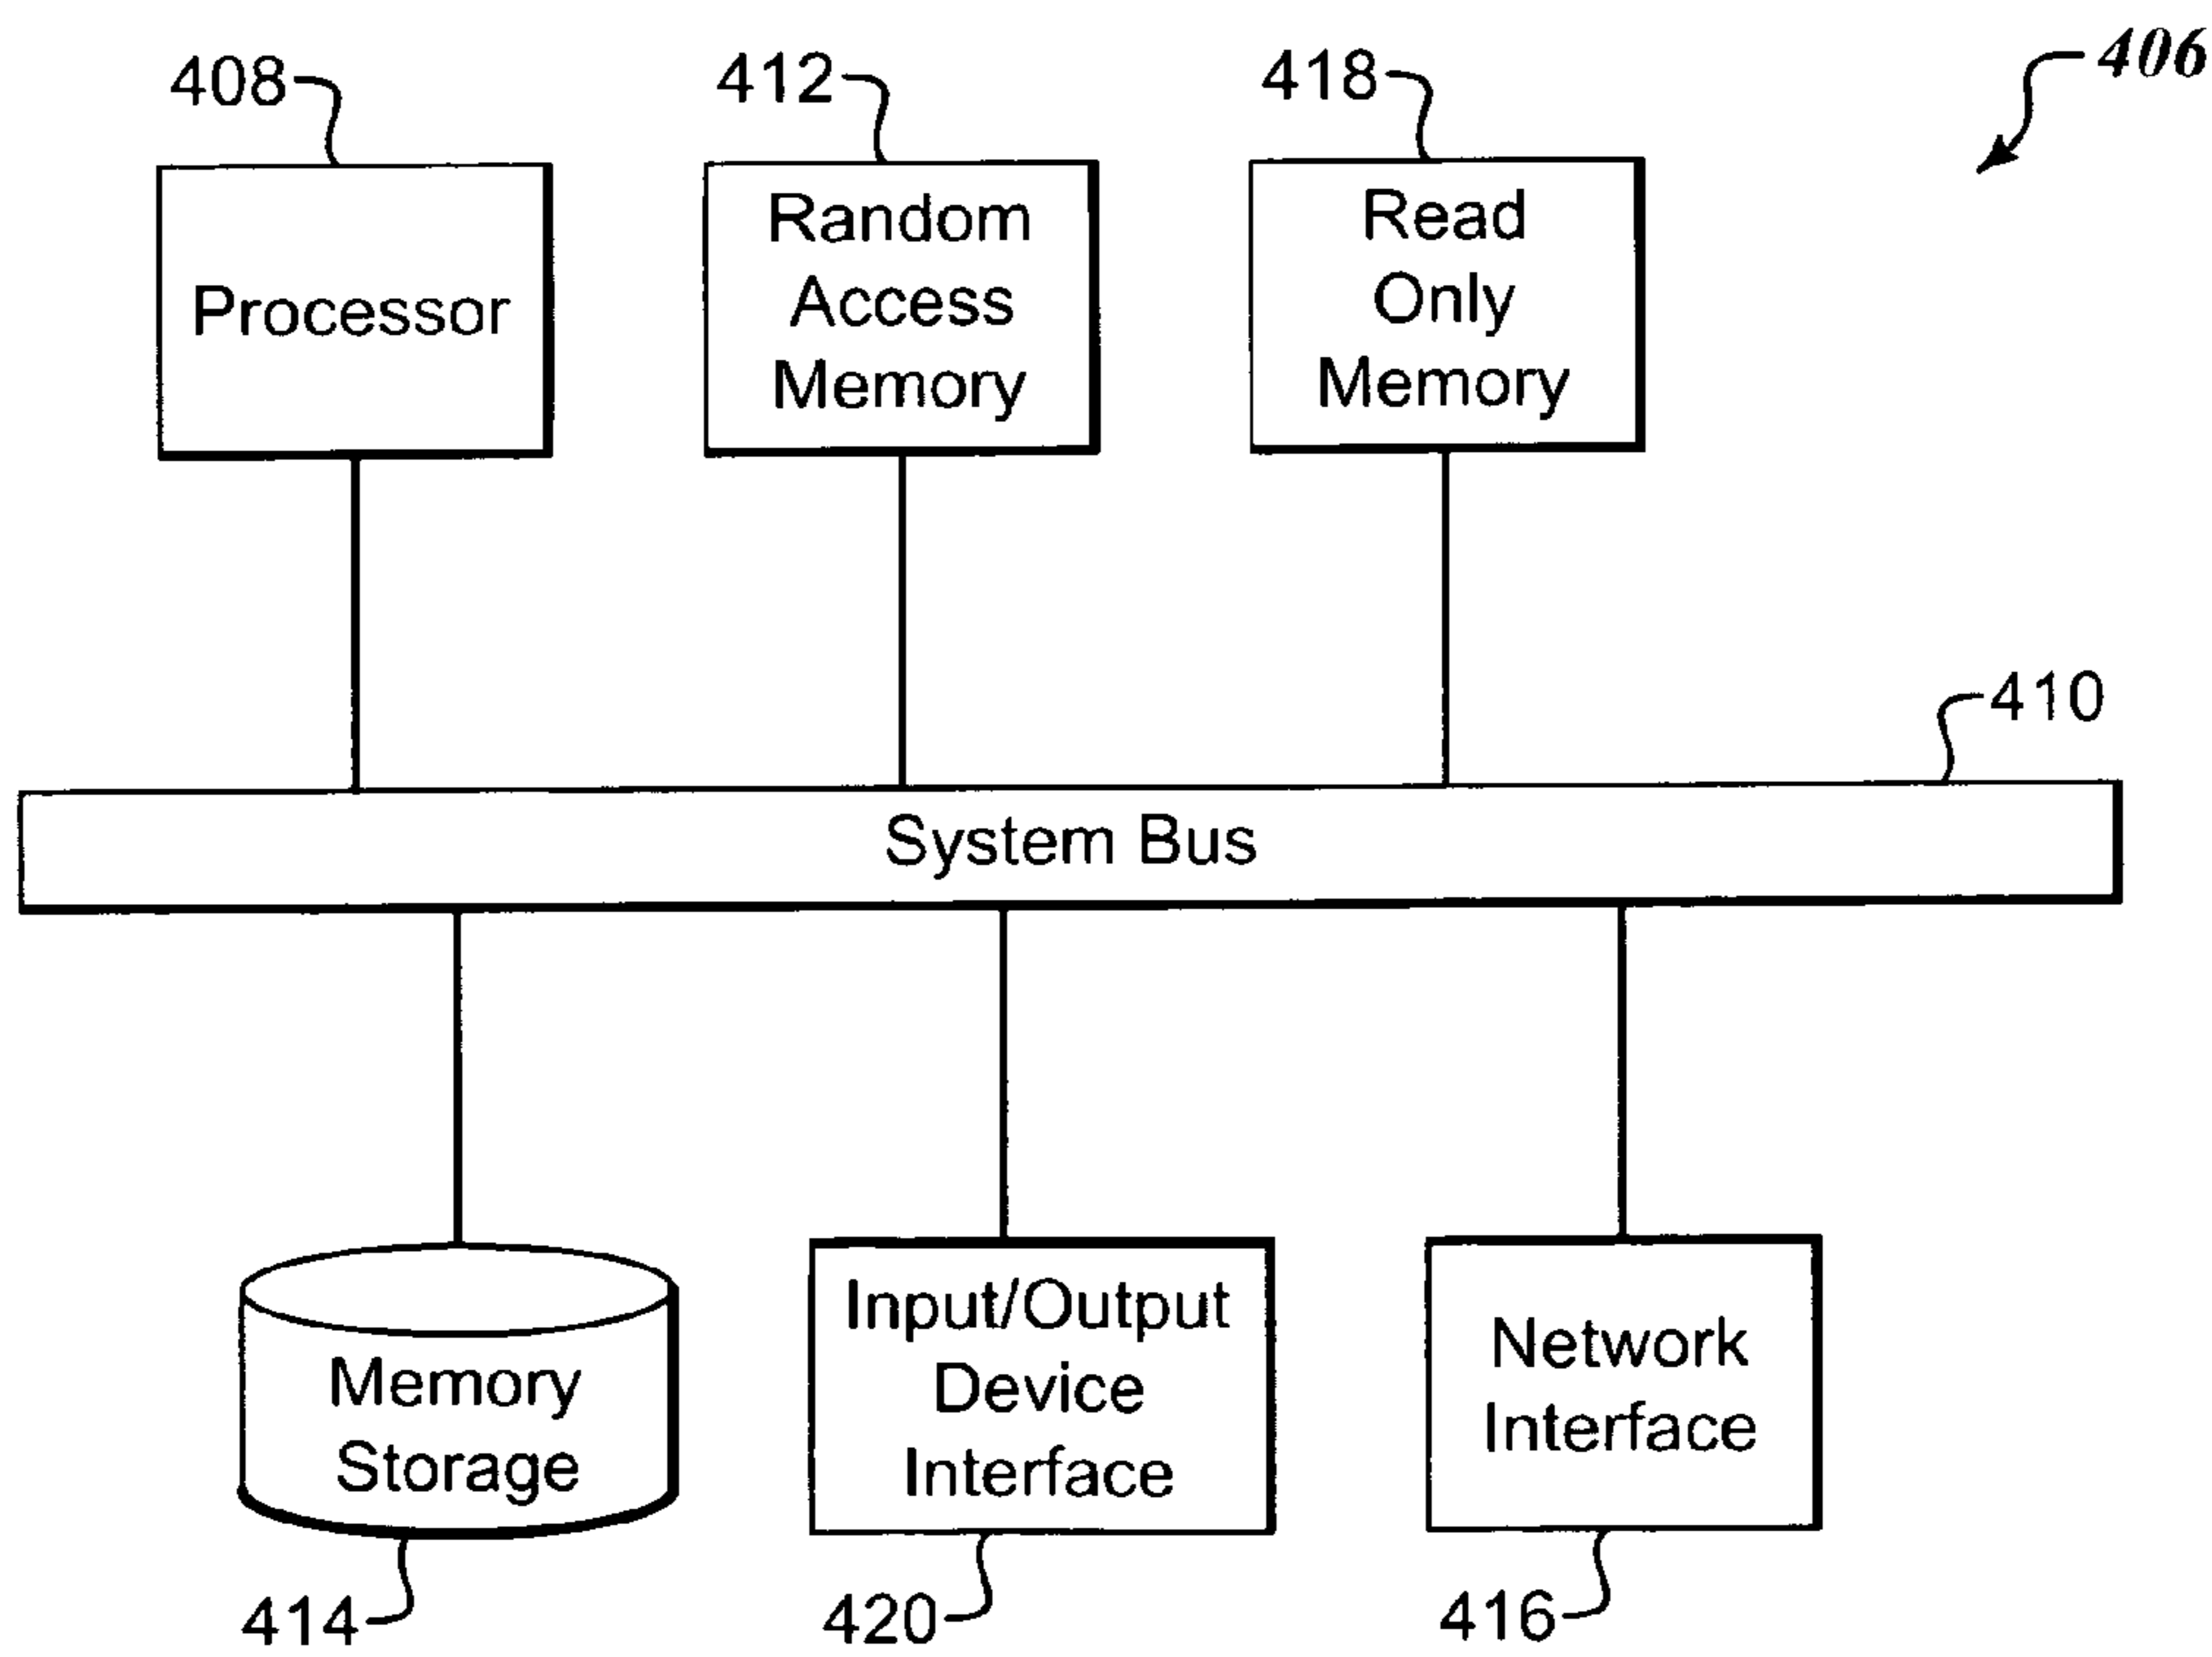 406
408
412
418
Processor
Random
Access
Memory
Read
Only
Memory
410
System Bus
Memory
Storage
Input/Output
Device
Interface
Network
Interface
414
420
416